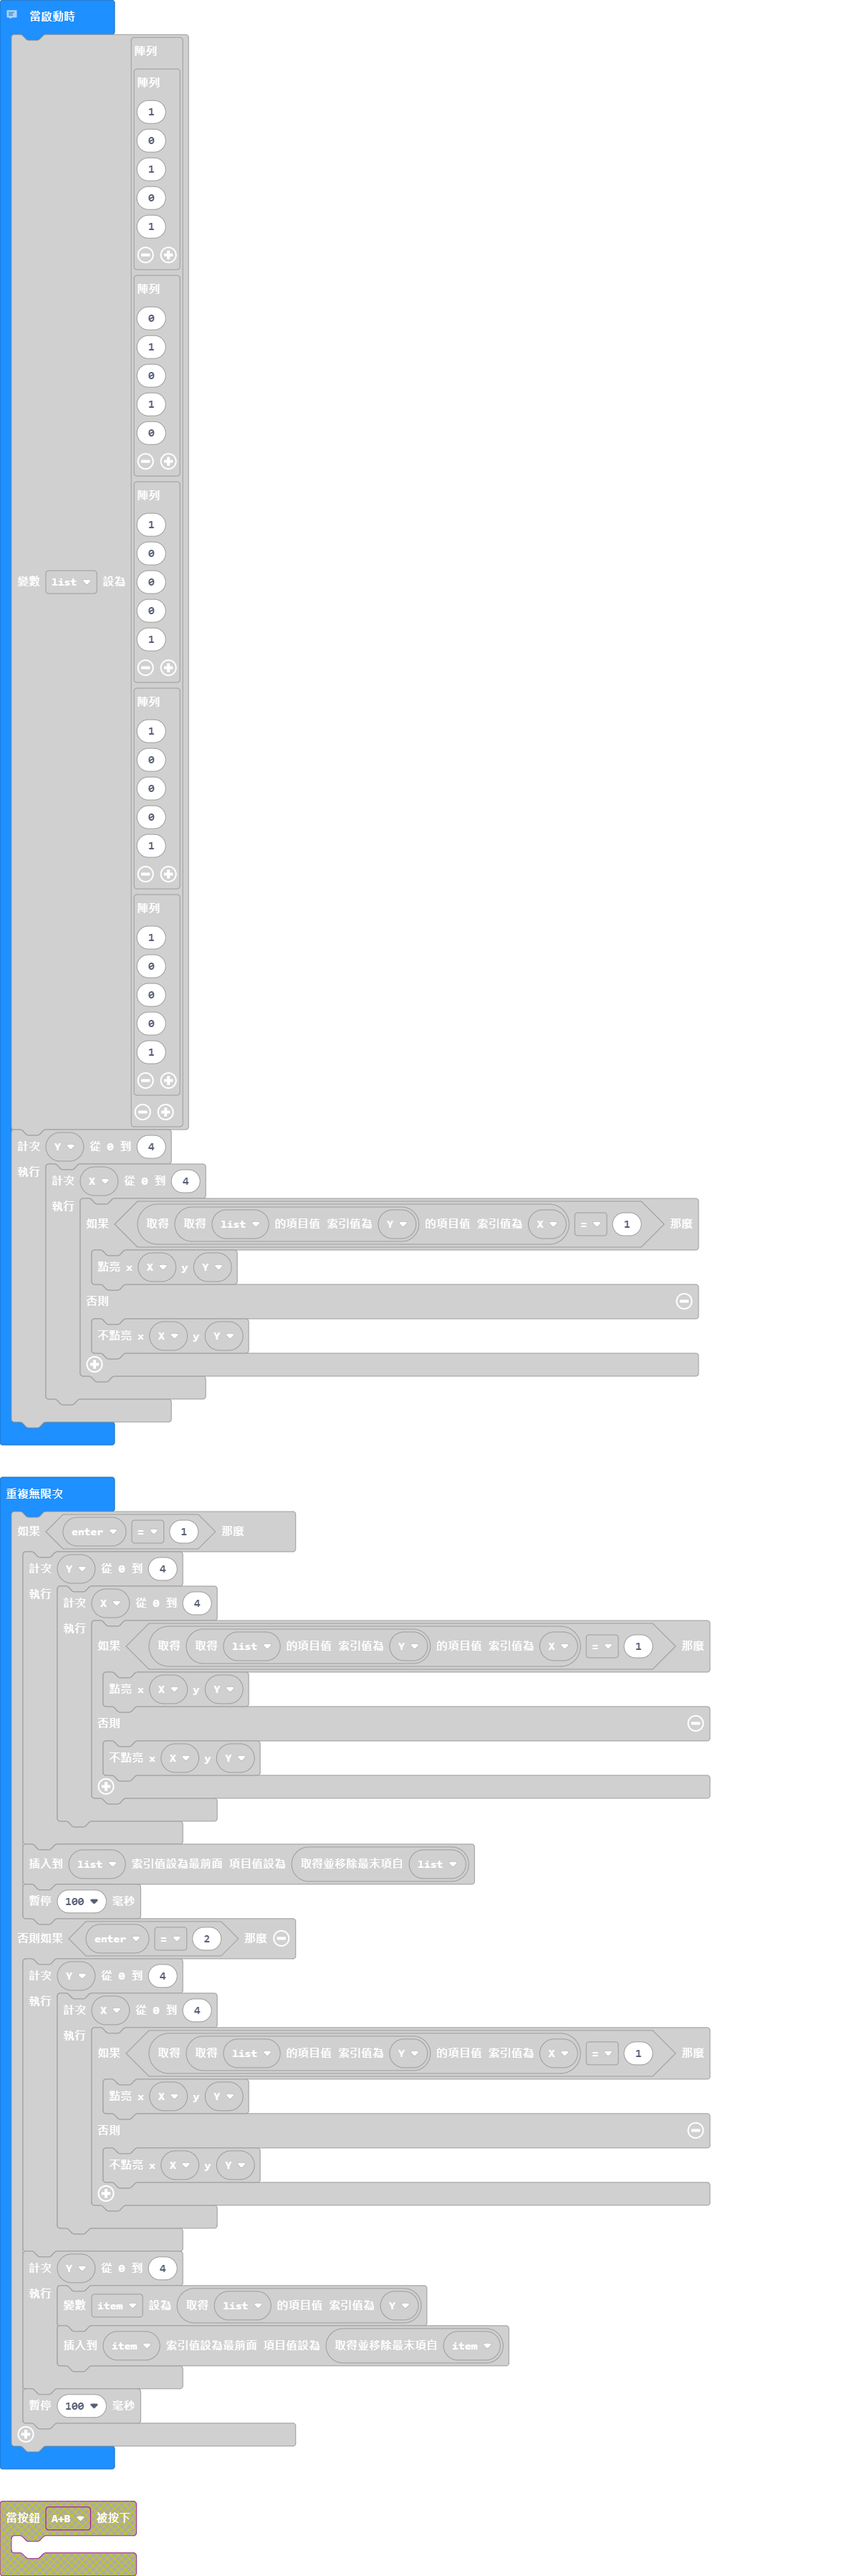 當啟動時
變數 list 設為 陣列
陣列
1
0
1
0
1
陣列
0
1
0
1
0
陣列
1
0
0
0
1
陣列
1
0
0
0
1
陣列
1
0
0
0
1
計次 Y 從 0 到 4
執行
計次 X 從 0 到 4
執行
如果 取得 取得 list 的項目值 索引值為 Y 的項目值 索引值為 X = 1 那麼
點亮 x X y Y
否則
不點亮 x X y Y
重複無限次
如果 enter = 1 那麼
計次 Y 從 0 到 4
執行
計次 X 從 0 到 4
執行
如果 取得 取得 list 的項目值 索引值為 Y 的項目值 索引值為 X = 1 那麼
點亮 x X y Y
否則
不點亮 x X y Y
插入到 list 索引值設為最前面 項目值設為 取得並移除最末項自 list
暫停 100 毫秒
否則如果 enter = 2 那麼
計次 Y 從 0 到 4
執行
計次 X 從 0 到 4
執行
如果 取得 取得 list 的項目值 索引值為 Y 的項目值 索引值為 X = 1 那麼
點亮 x X y Y
否則
不點亮 x X y Y
計次 Y 從 0 到 4
執行
變數 item 設為 取得 list 的項目值 索引值為 Y
插入到 item 索引值設為最前面 項目值設為 取得並移除最末項自 item
暫停 100 毫秒
當按鈕 A+B 被按下